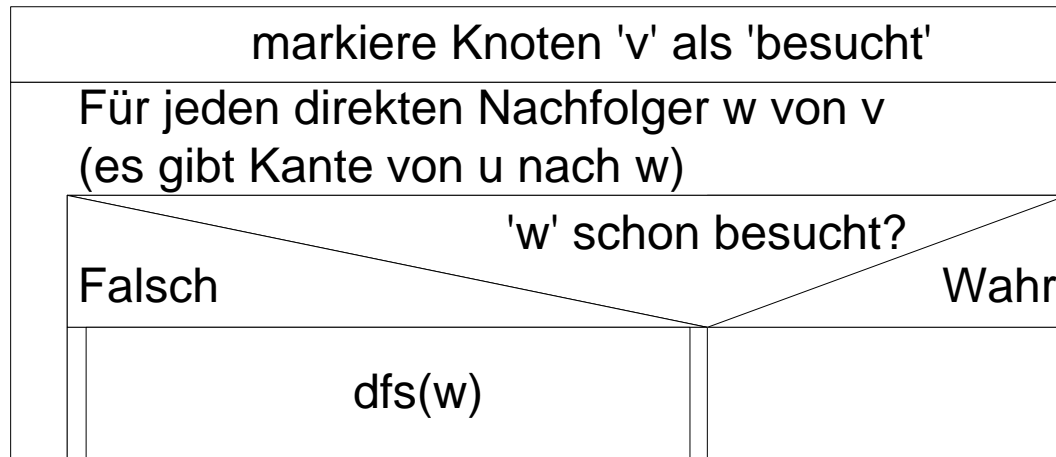 markiere Knoten 'v' als 'besucht'
Für jeden direkten Nachfolger w von v
(es gibt Kante von u nach w)
'w' schon besucht?
Falsch
Wahr
dfs(w)